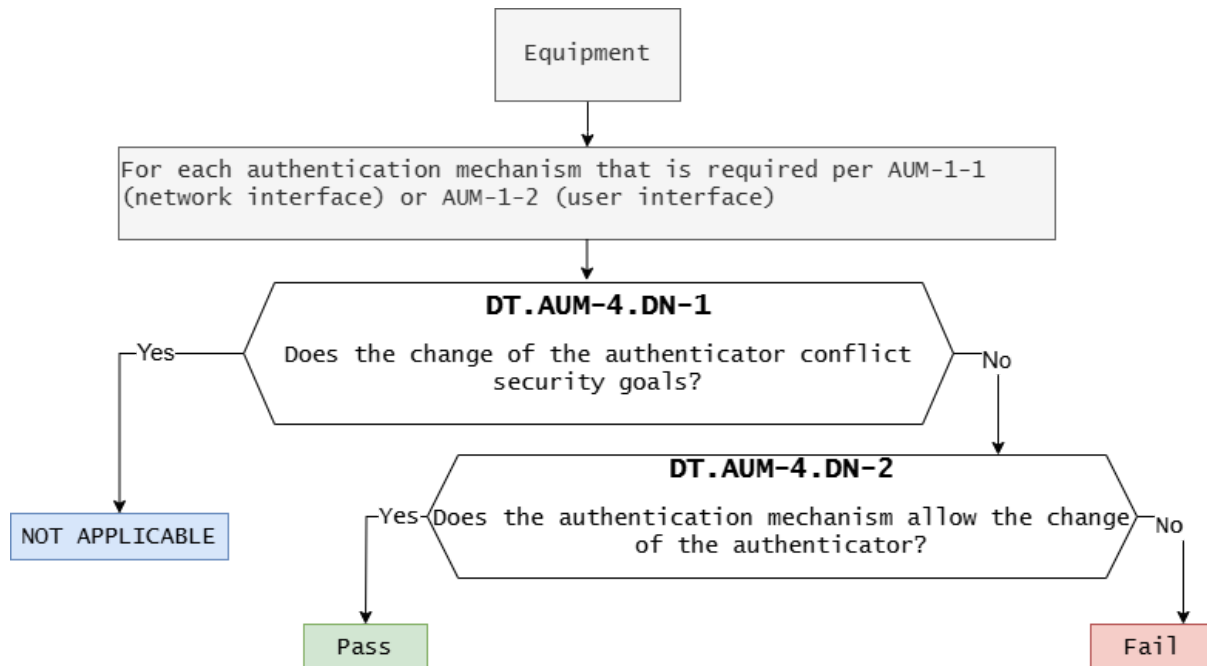 Equipment
For each authentication mechanism that is required per AUM-1-1
(network interface) or AUM-1-2 (user interface)
DT.AUM-4.DN-1
Does the change of the authenticator conflict
security goals?
Yes
No
DT.AUM-4.DN-2
Does the authentication mechanism allow the change
of the authenticator?
Yes
No
NOT APPLICABLE
Pass
Fail